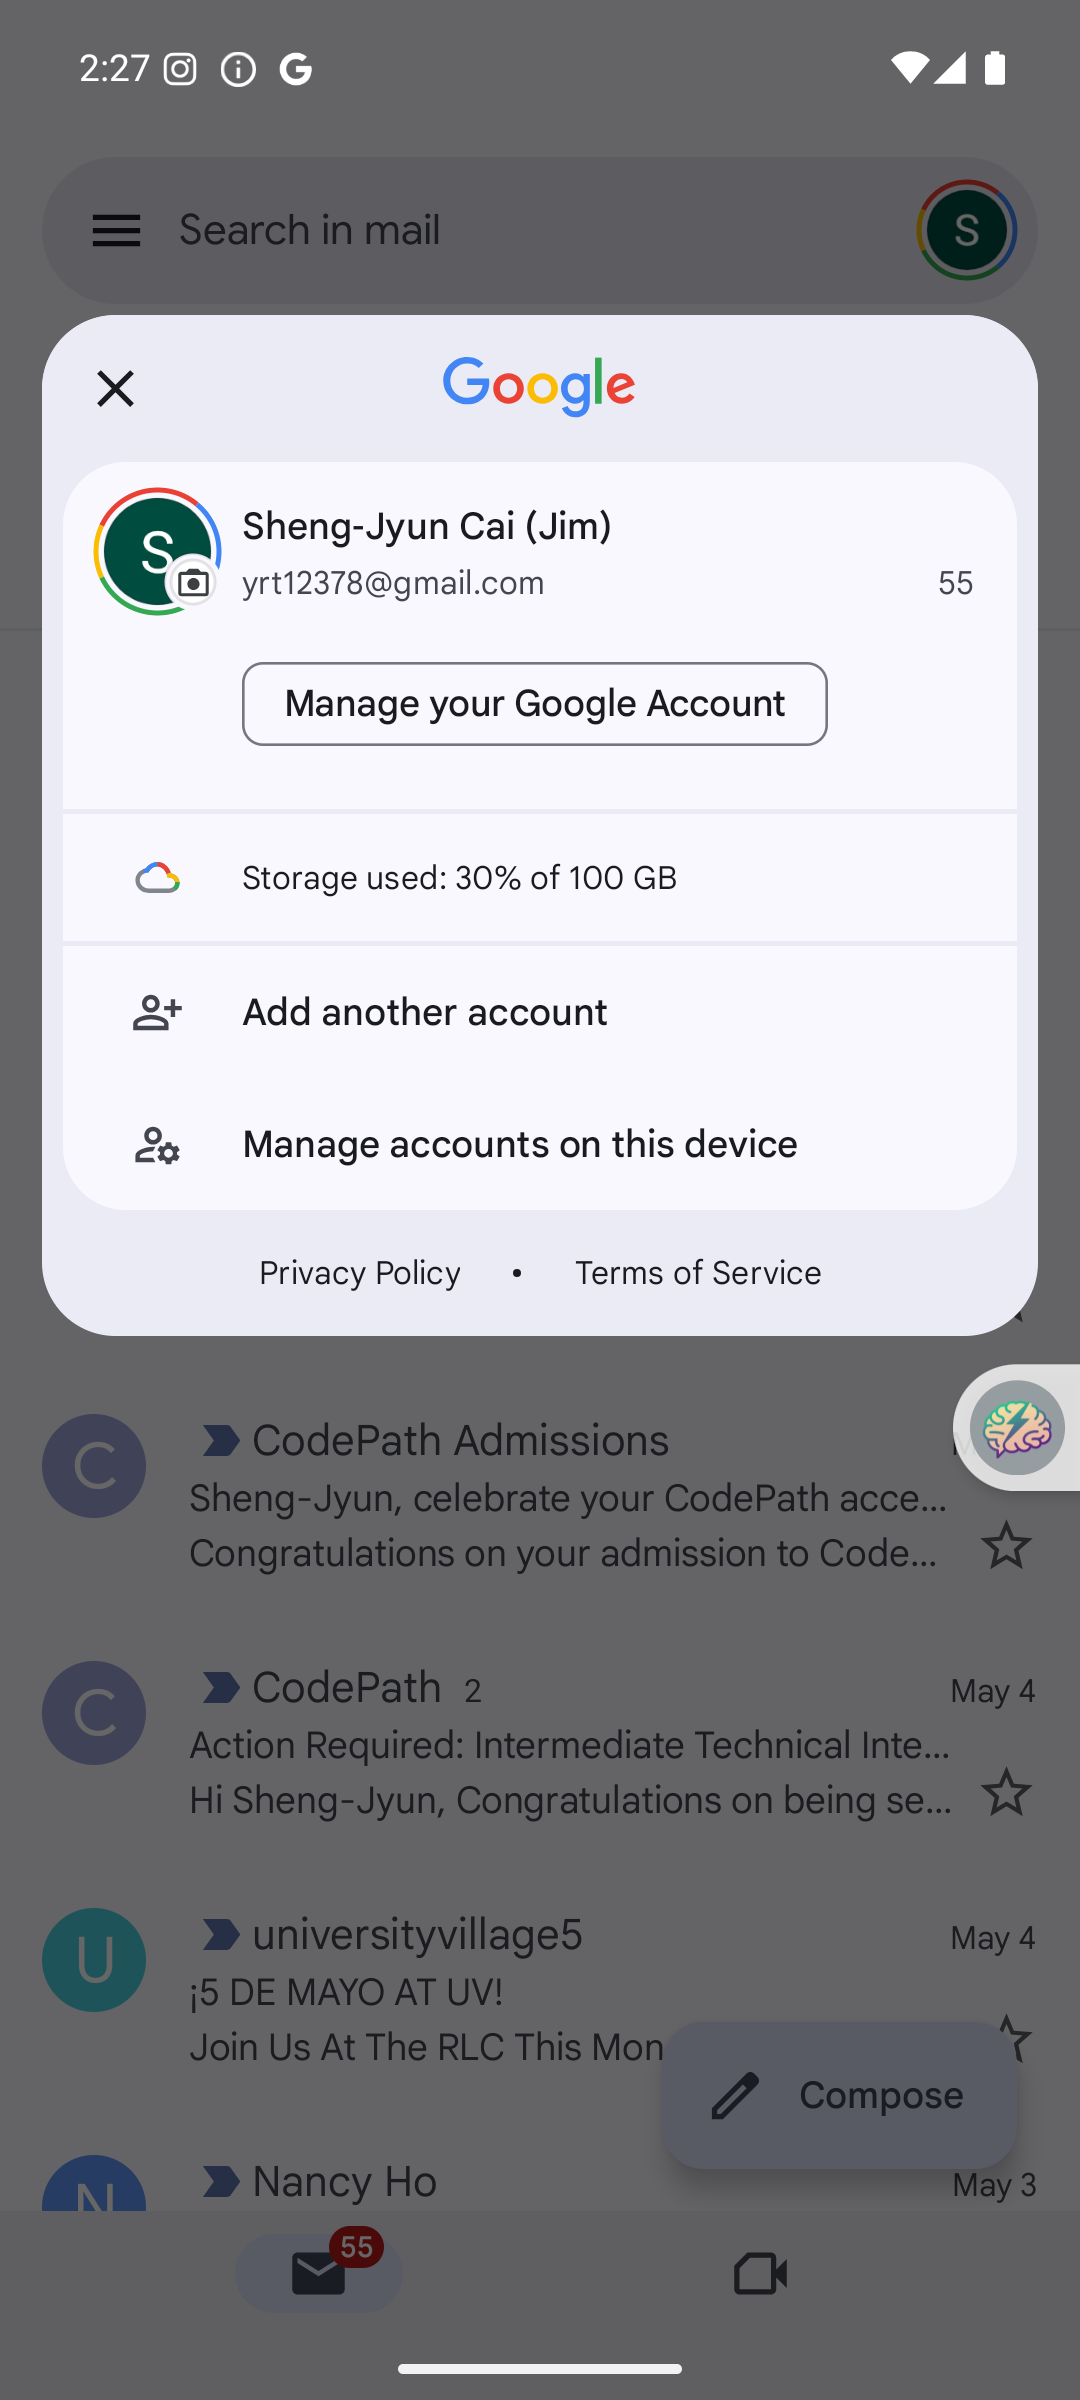 2:27
Search in mail
S
Google
S
Sheng-Jyun Cai (Jim)
yrt12378@gmail.com
55
Manage your Google Account
Storage used: 30% of 100 GB
Add another account
Manage accounts on this device
Privacy Policy • Terms of Service
C
CodePath Admissions
Sheng-Jyun, celebrate your CodePath acce...
Congratulations on your admission to Code...
C
CodePath 2
May 4
Action Required: Intermediate Technical Inte...
Hi Sheng-Jyun, Congratulations on being se...
U
universityvillage5
May 4
¡5 DE MAYO AT UV!
Join Us At The RLC This Mon
Compose
N
Nancy Ho
May 3
55